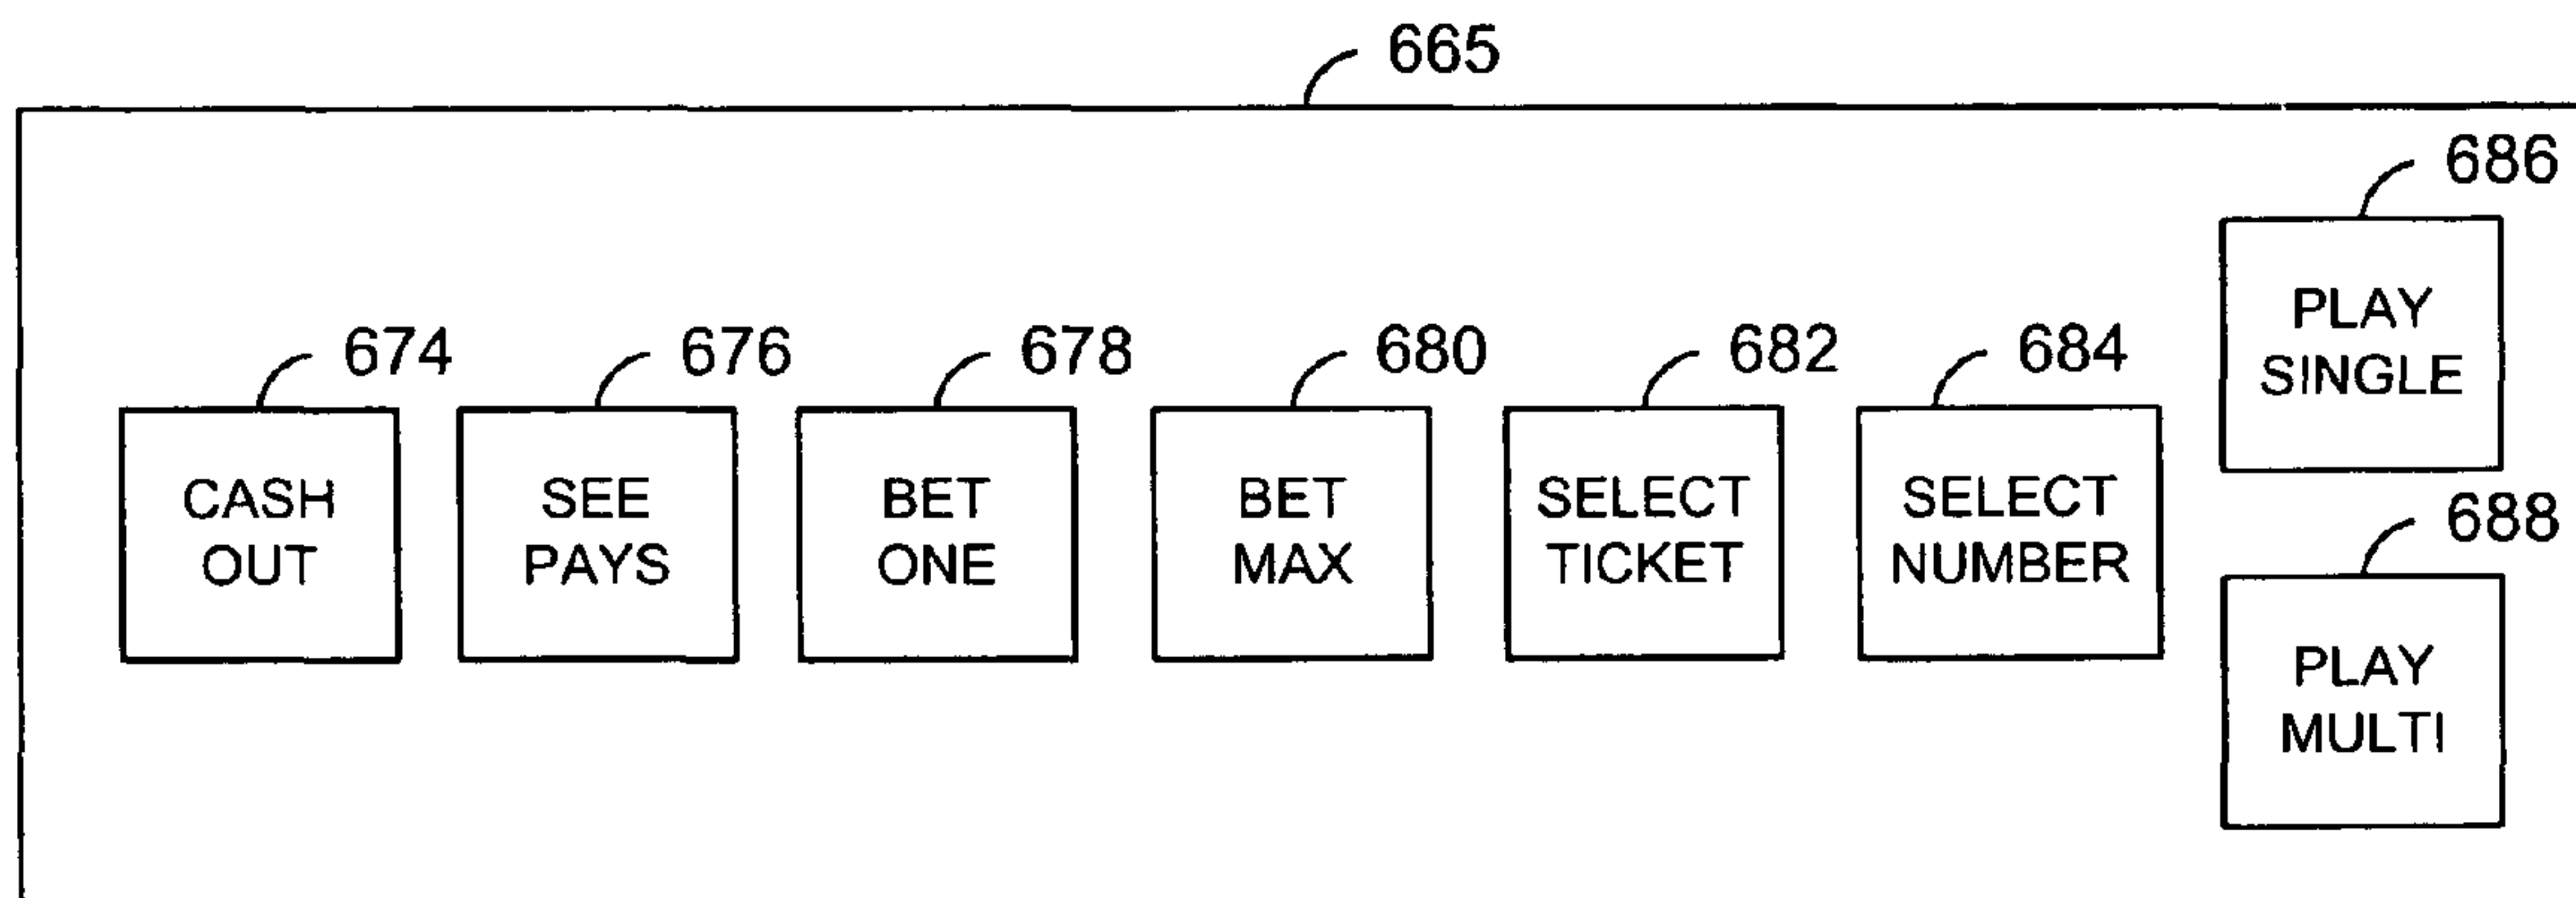 665
686
PLAY
SINGLE
674
676
678
680
682
684
CASH
OUT
SEE
PAYS
BET
ONE
BET
MAX
SELECT
TICKET
SELECT
NUMBER
688
PLAY
MULTI